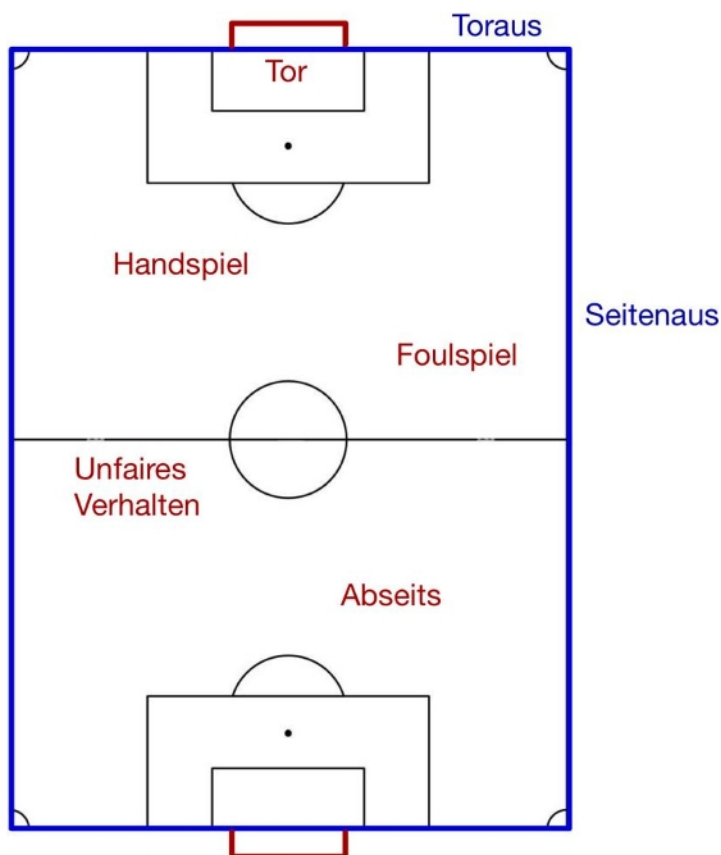 Toraus
Tor
Handspiel
Seitenaus
Foulspiel
Unfaires
Verhalten
Abseits